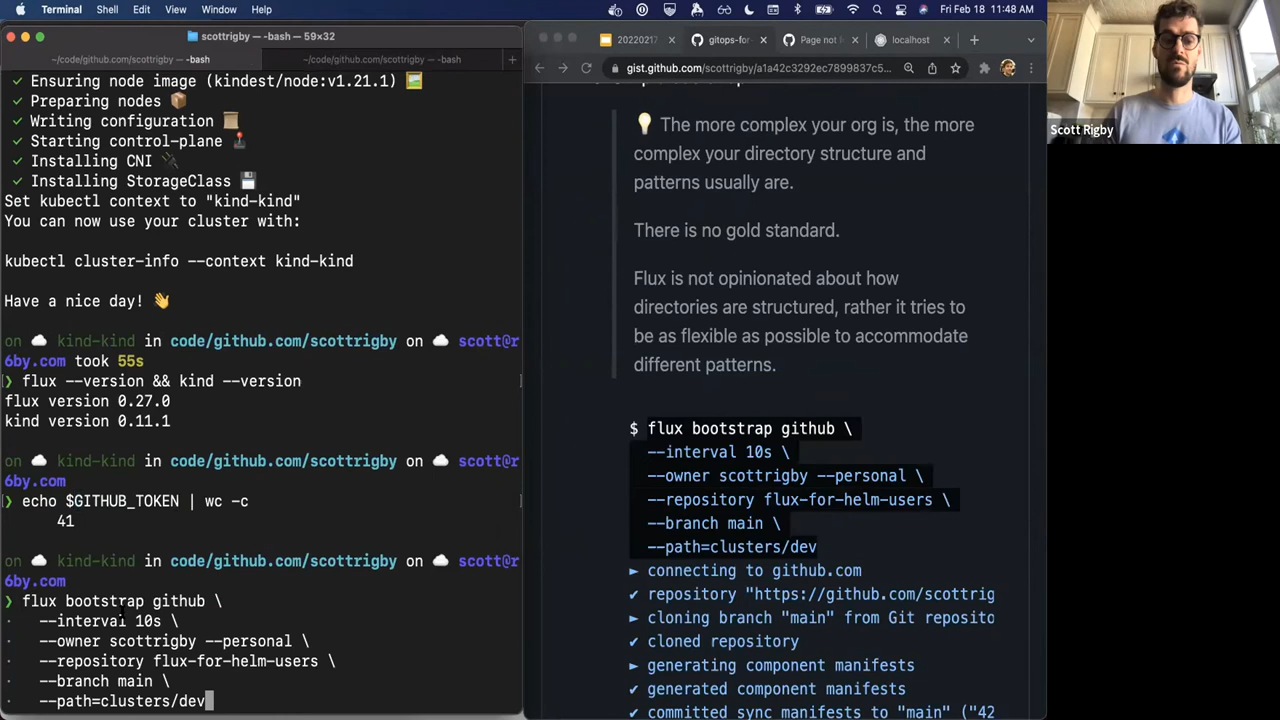 Terminal Shell Edit View Window Help Fri Feb 18 11:48 AM
scottrigby — -bash — 59×32
~/code/github.com/scottrigby — -bash ~/code/github.com/scottrigby — -bash
✓ Ensuring node image (kindest/node:v1.21.1) 🖼
✓ Preparing nodes 📦
✓ Writing configuration 📜
✓ Starting control-plane 🕹
✓ Installing CNI 🔌
✓ Installing StorageClass 💾
Set kubectl context to "kind-kind"
You can now use your cluster with:
kubectl cluster-info --context kind-kind
Have a nice day! 👋
on ☁️ kind-kind in code/github.com/scottrigby on ☁️ scott@r
6by.com took 55s
❯ flux --version && kind --version
flux version 0.27.0
kind version 0.11.1
on ☁️ kind-kind in code/github.com/scottrigby on ☁️ scott@r
6by.com
❯ echo $GITHUB_TOKEN | wc -c
41
on ☁️ kind-kind in code/github.com/scottrigby on ☁️ scott@r
6by.com
❯ flux bootstrap github \
· --interval 10s \
· --owner scottrigby --personal \
· --repository flux-for-helm-users \
· --branch main \
· --path=clusters/dev
20220217 gitops-for- Page not f localhost
gist.github.com/scottrigby/a1a42c3292ec7899837c5...
💡 The more complex your org is, the more
complex your directory structure and
patterns usually are.
There is no gold standard.
Flux is not opinionated about how
directories are structured, rather it tries to
be as flexible as possible to accommodate
different patterns.
$ flux bootstrap github \
--interval 10s \
--owner scottrigby --personal \
--repository flux-for-helm-users \
--branch main \
--path=clusters/dev
► connecting to github.com
✔ repository "https://github.com/scottrig
► cloning branch "main" from Git reposito
✔ cloned repository
► generating component manifests
✔ generated component manifests
✔ committed sync manifests to "main" ("42
Scott Rigby